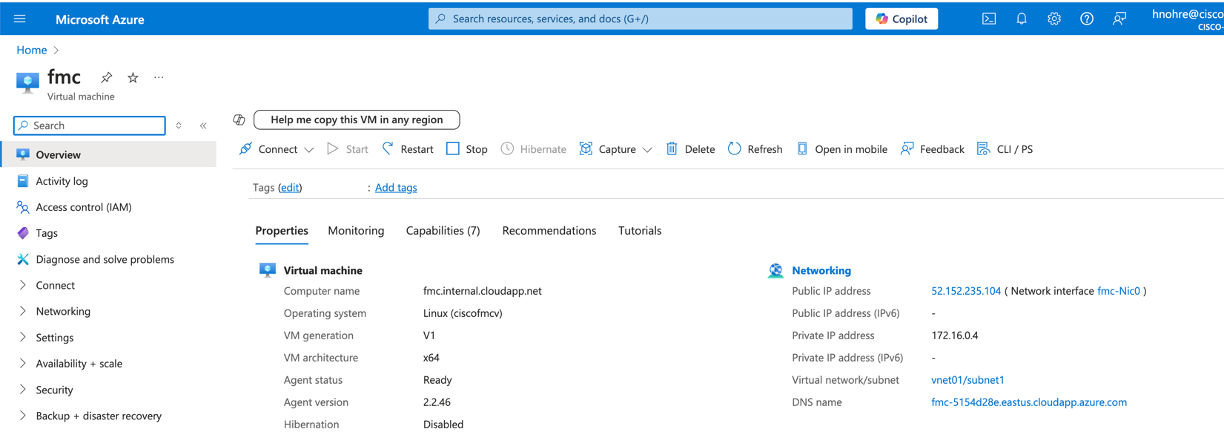 Microsoft Azure
Search resources, services, and docs (G+/)
Copilot
hnohre@cisco
CISCO-
Home
fmc
Virtual machine
Search
Help me copy this VM in any region
Connect Start Restart Stop Hibernate Capture Delete Refresh Open in mobile Feedback CLI / PS
Tags (edit) : Add tags
Overview
Activity log
Access control (IAM)
Tags
Diagnose and solve problems
Connect
Networking
Settings
Availability + scale
Security
Backup + disaster recovery
Properties Monitoring Capabilities (7) Recommendations Tutorials
Virtual machine
Computer name fmc.internal.cloudapp.net
Operating system Linux (ciscofmcv)
VM generation V1
VM architecture x64
Agent status Ready
Agent version 2.2.46
Hibernation Disabled
Networking
Public IP address 52.152.235.104 ( Network interface fmc-Nic0 )
Public IP address (IPv6) -
Private IP address 172.16.0.4
Private IP address (IPv6) -
Virtual network/subnet vnet01/subnet1
DNS name fmc-5154d28e.eastus.cloudapp.azure.com